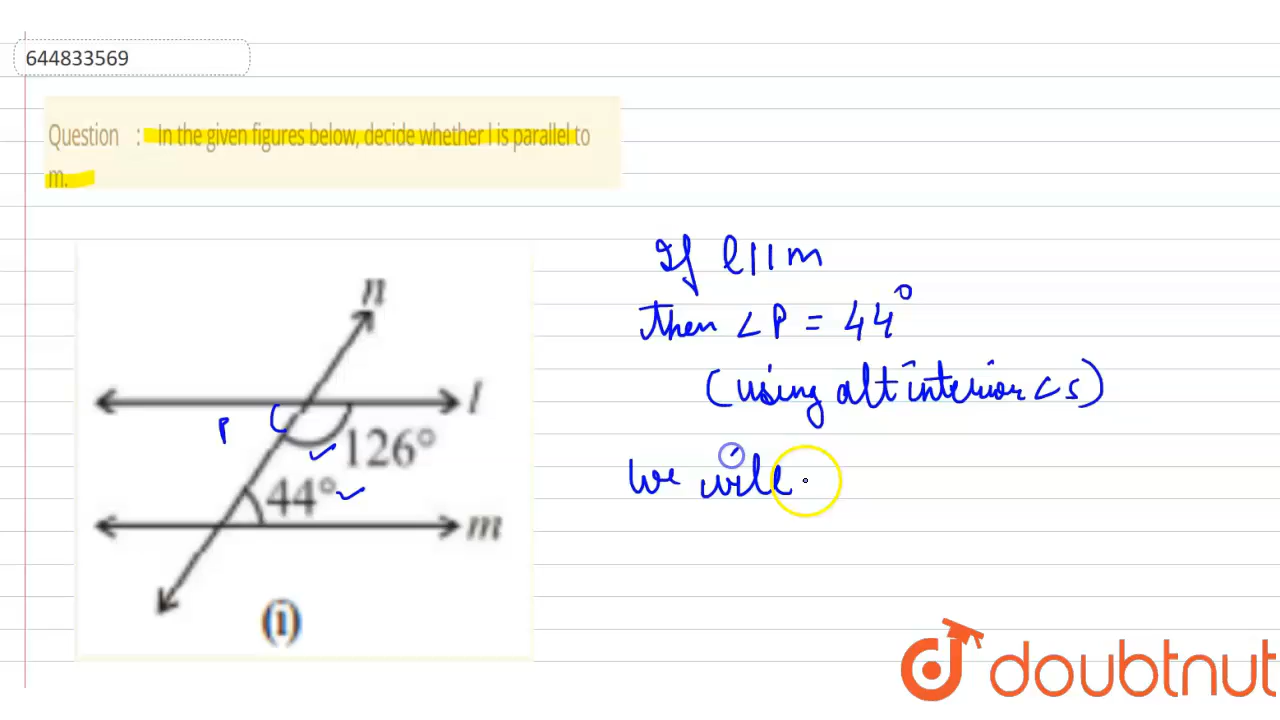 644833569
Question : In the given figures below, decide whether l is parallel to
m.
n
l
P
126°
44°
m
(i)
If l||m
then ∠P = 44°
(using alt interior ∠s)
We will
doubtnut